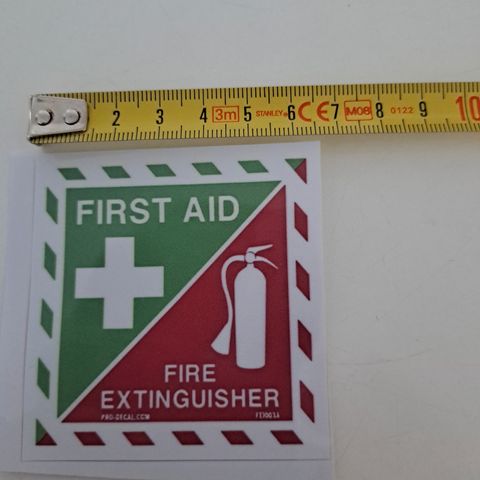 2 3 4 3m 5 STANLEY® 6 CE 7 M08 8 0122 9 10
FIRST AID
FIRE
EXTINGUISHER
PRO-DECAL.COM